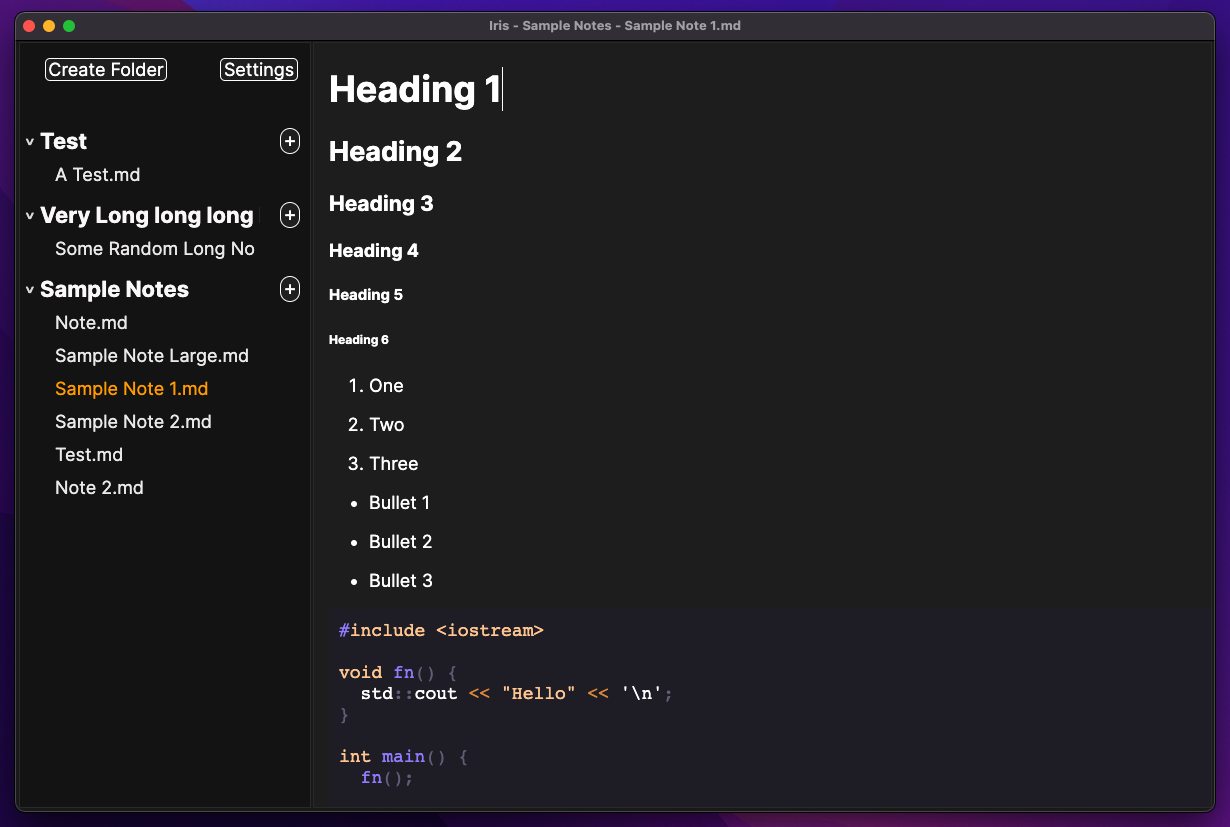 Iris - Sample Notes - Sample Note 1.md
Create Folder
Settings
Test
+
A Test.md
Very Long long long
+
Some Random Long No
Sample Notes
+
Note.md
Sample Note Large.md
Sample Note 1.md
Sample Note 2.md
Test.md
Note 2.md
Heading 1
Heading 2
Heading 3
Heading 4
Heading 5
Heading 6
1. One
2. Two
3. Three
• Bullet 1
• Bullet 2
• Bullet 3
#include <iostream>
void fn() {
  std::cout << "Hello" << '\n';
}
int main() {
  fn();